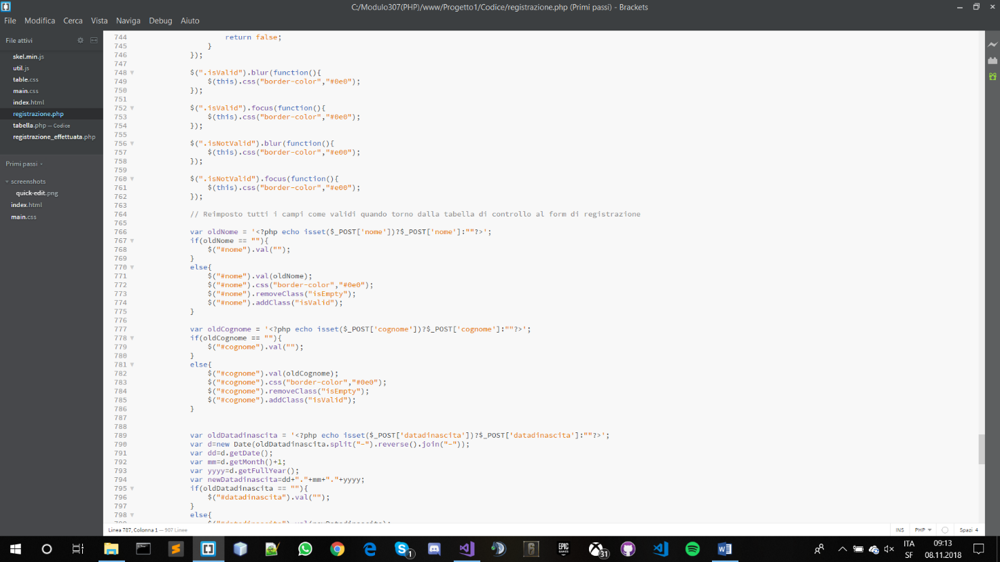 C:/Modulo307(PHP)/www/Progetto1/Codice/registrazione.php (Primi passi) - Brackets
File Modifica Cerca Vista Naviga Debug Aiuto
File attivi
skel.min.js
util.js
table.css
main.css
index.html
registrazione.php
tabella.php — Codice
registrazione_effettuata.php
Primi passi
screenshots
quick-edit.png
index.html
main.css
744 return false;
745 }
746 });
747
748 $(".isValid").blur(function(){
749 $(this).css("border-color","#0e0");
750 });
751
752 $(".isValid").focus(function(){
753 $(this).css("border-color","#0e0");
754 });
755
756 $(".isNotValid").blur(function(){
757 $(this).css("border-color","#e00");
758 });
759
760 $(".isNotValid").focus(function(){
761 $(this).css("border-color","#e00");
762 });
763
764 // Reimposto tutti i campi come validi quando torno dalla tabella di controllo al form di registrazione
765
766 var oldNome = '<?php echo isset($_POST['nome'])?$_POST['nome']:""?>';
767 if(oldNome == ""){
768 $("#nome").val("");
769 }
770 else{
771 $("#nome").val(oldNome);
772 $("#nome").css("border-color","#0e0");
773 $("#nome").removeClass("isEmpty");
774 $("#nome").addClass("isValid");
775 }
776
777 var oldCognome = '<?php echo isset($_POST['cognome'])?$_POST['cognome']:""?>';
778 if(oldCognome == ""){
779 $("#cognome").val("");
780 }
781 else{
782 $("#cognome").val(oldCognome);
783 $("#cognome").css("border-color","#0e0");
784 $("#cognome").removeClass("isEmpty");
785 $("#cognome").addClass("isValid");
786 }
787
788
789 var oldDatadinascita = '<?php echo isset($_POST['datadinascita'])?$_POST['datadinascita']:""?>';
790 var d=new Date(oldDatadinascita.split("-").reverse().join("-"));
791 var dd=d.getDate();
792 var mm=d.getMonth()+1;
793 var yyyy=d.getFullYear();
794 var newDatadinascita=dd+"."+mm+"."+yyyy;
795 if(oldDatadinascita == ""){
796 $("#datadinascita").val("");
797 }
798 else{
Linea 787, Colonna 1 — 907 Linee
INS PHP Spazi 4
1
6
EPIC GAMES
31
ITA
SF
09:13
08.11.2018